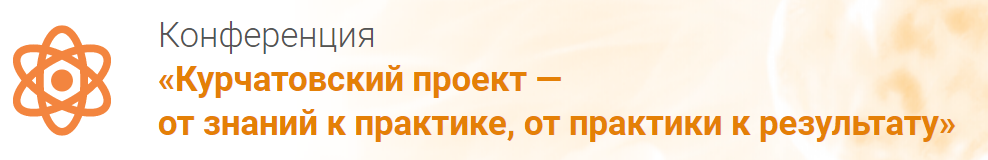 Конференция
«Курчатовский проект —
от знаний к практике, от практики к результату»